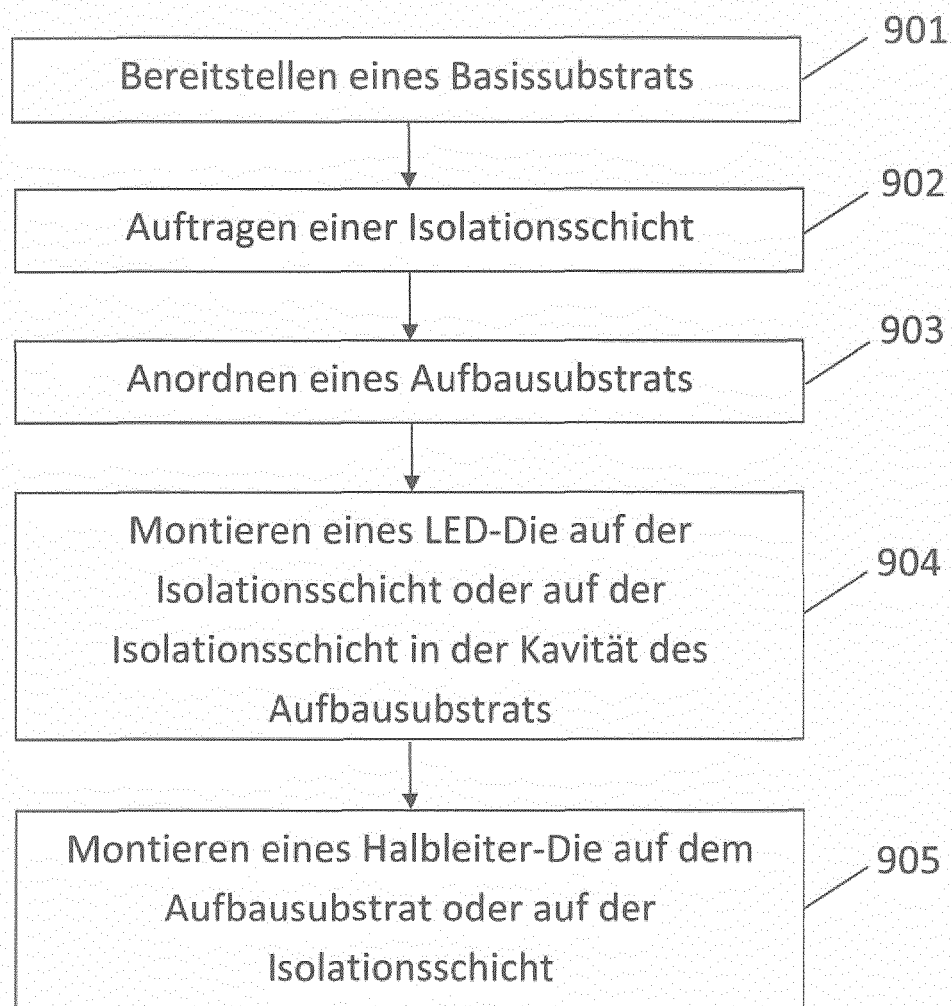 901
Bereitstellen eines Basissubstrats
902
Auftragen einer Isolationsschicht
903
Anordnen eines Aufbausubstrats
904
Montieren eines LED-Die auf der
Isolationsschicht oder auf der
Isolationsschicht in der Kavität des
Aufbausubstrats
905
Montieren eines Halbleiter-Die auf dem
Aufbausubstrat oder auf der
Isolationsschicht